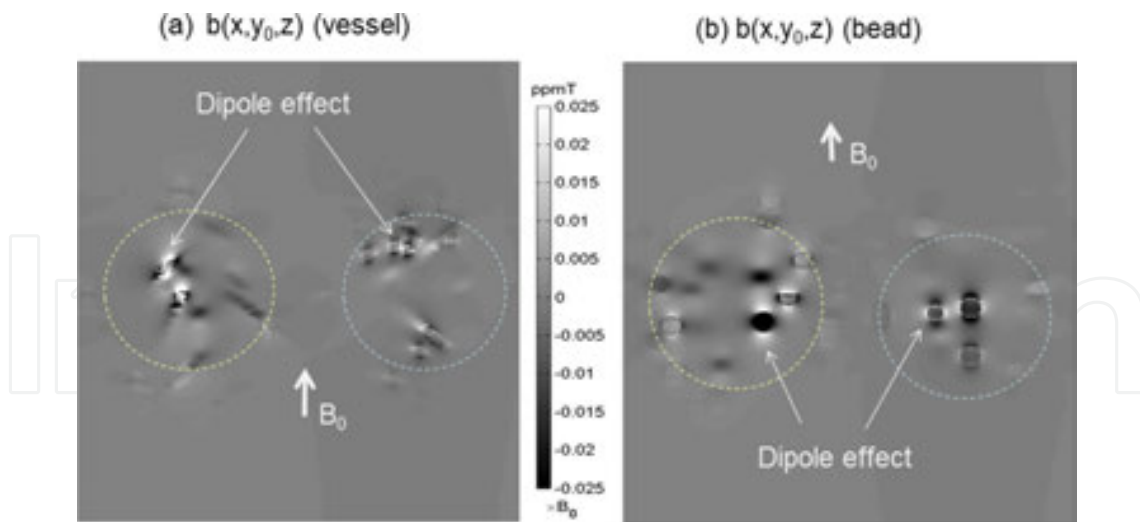 (a) b(x,y₀,z) (vessel)
(b) b(x,y₀,z) (bead)
Dipole effect
B₀
ppmT
0.025
0.02
0.015
0.01
0.005
0
-0.005
-0.01
-0.015
-0.02
-0.025
×B₀
B₀
Dipole effect